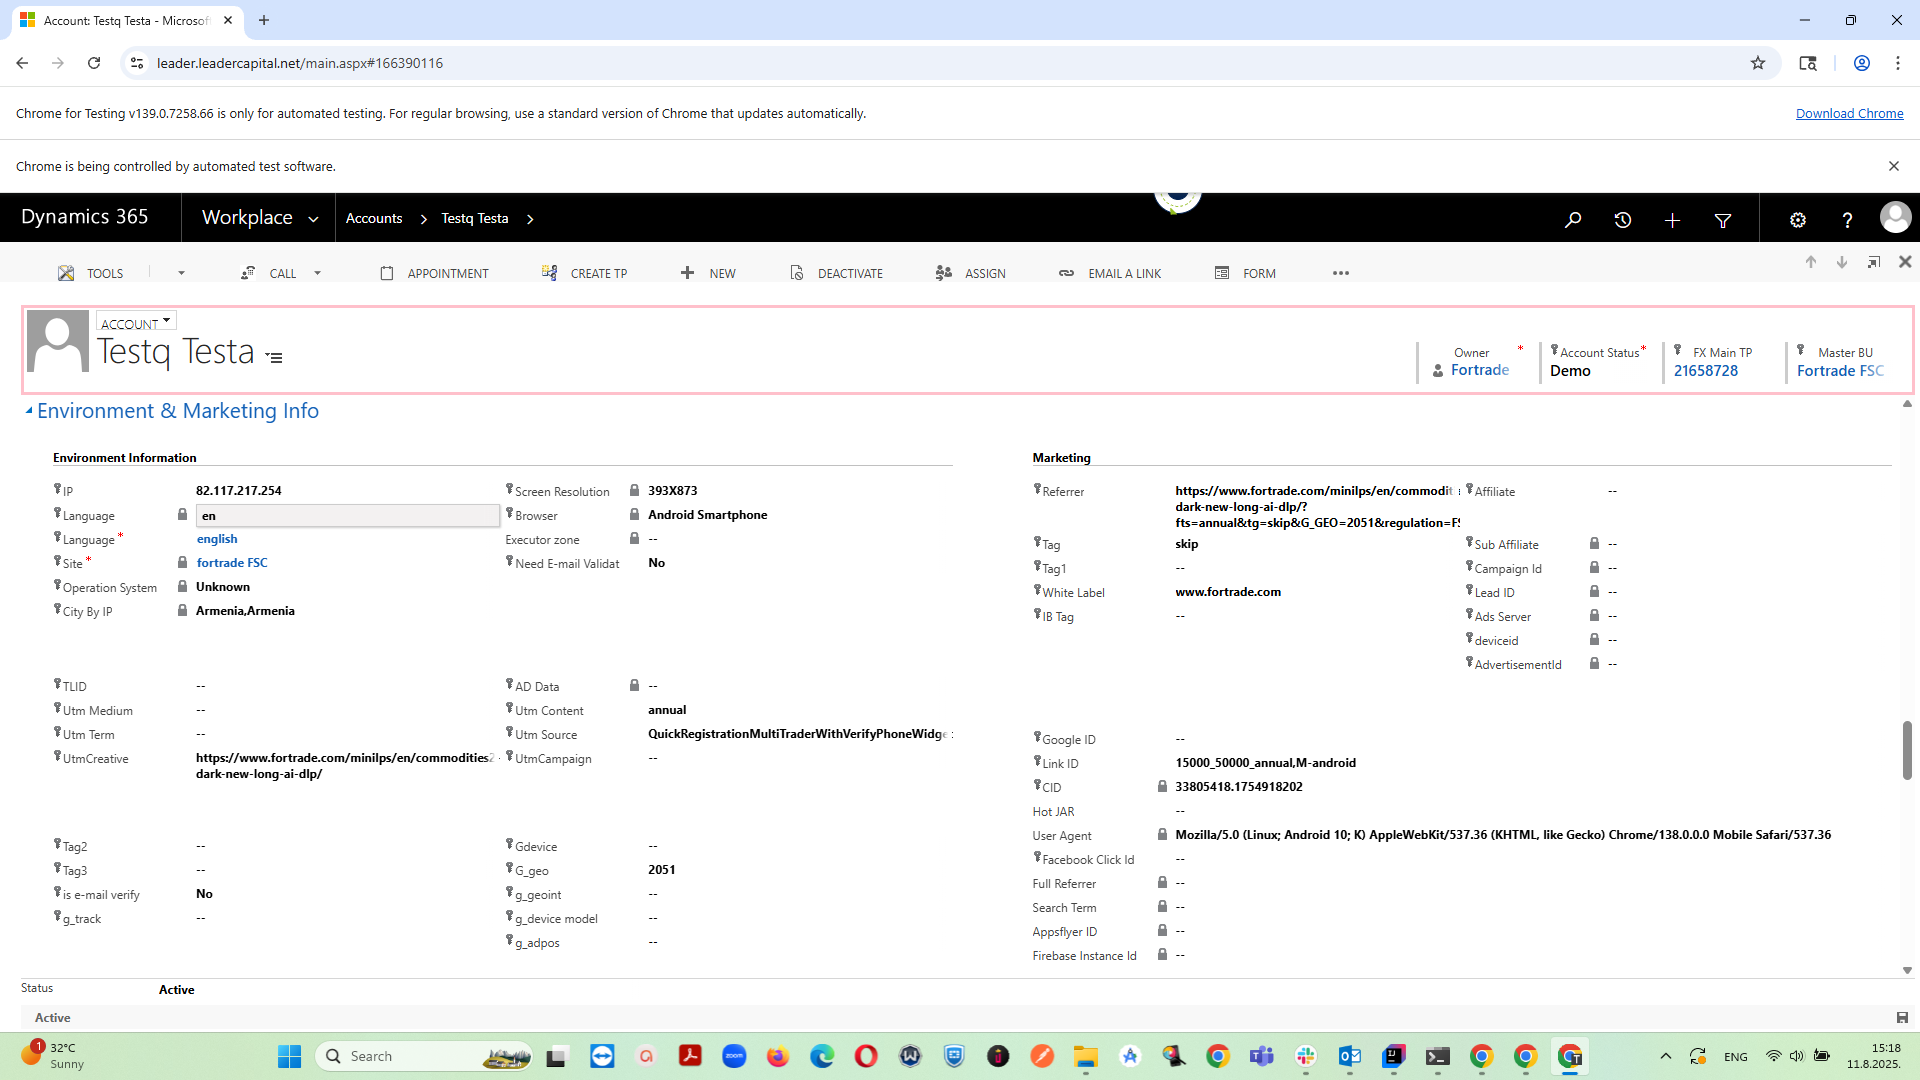 Account: Testq Testa - Microsof
leader.leadercapital.net/main.aspx#166390116
Chrome for Testing v139.0.7258.66 is only for automated testing. For regular browsing, use a standard version of Chrome that updates automatically.
Download Chrome
Chrome is being controlled by automated test software.
Dynamics 365
Workplace
Accounts
Testq Testa
TOOLS
CALL
APPOINTMENT
CREATE TP
NEW
DEACTIVATE
ASSIGN
EMAIL A LINK
FORM
ACCOUNT
Testq Testa
Owner *
Fortrade
Account Status *
Demo
FX Main TP
21658728
Master BU
Fortrade FSC
Environment & Marketing Info
Environment Information
IP 82.117.217.254
Language en
Language * english
Site * fortrade FSC
Operation System Unknown
City By IP Armenia,Armenia
Screen Resolution 393X873
Browser Android Smartphone
Executor zone --
Need E-mail Validat No
TLID --
Utm Medium --
Utm Term --
UtmCreative https://www.fortrade.com/minilps/en/commodities2-
dark-new-long-ai-dlp/
AD Data --
Utm Content annual
Utm Source QuickRegistrationMultiTraderWithVerifyPhoneWidge
UtmCampaign --
Tag2 --
Tag3 --
is e-mail verify No
g_track --
Gdevice --
G_geo 2051
g_geoint --
g_device model --
g_adpos --
Marketing
Referrer https://www.fortrade.com/minilps/en/commodit
dark-new-long-ai-dlp/?
fts=annual&tg=skip&G_GEO=2051&regulation=FS
Tag skip
Tag1 --
White Label www.fortrade.com
IB Tag --
Affiliate --
Sub Affiliate --
Campaign Id --
Lead ID --
Ads Server --
deviceid --
AdvertisementId --
Google ID --
Link ID 15000_50000_annual,M-android
CID 33805418.1754918202
Hot JAR --
User Agent Mozilla/5.0 (Linux; Android 10; K) AppleWebKit/537.36 (KHTML, like Gecko) Chrome/138.0.0.0 Mobile Safari/537.36
Facebook Click Id --
Full Referrer --
Search Term --
Appsflyer ID --
Firebase Instance Id --
Status Active
Active
1
32°C
Sunny
Search
zoom
ENG
15:18
11.8.2025.